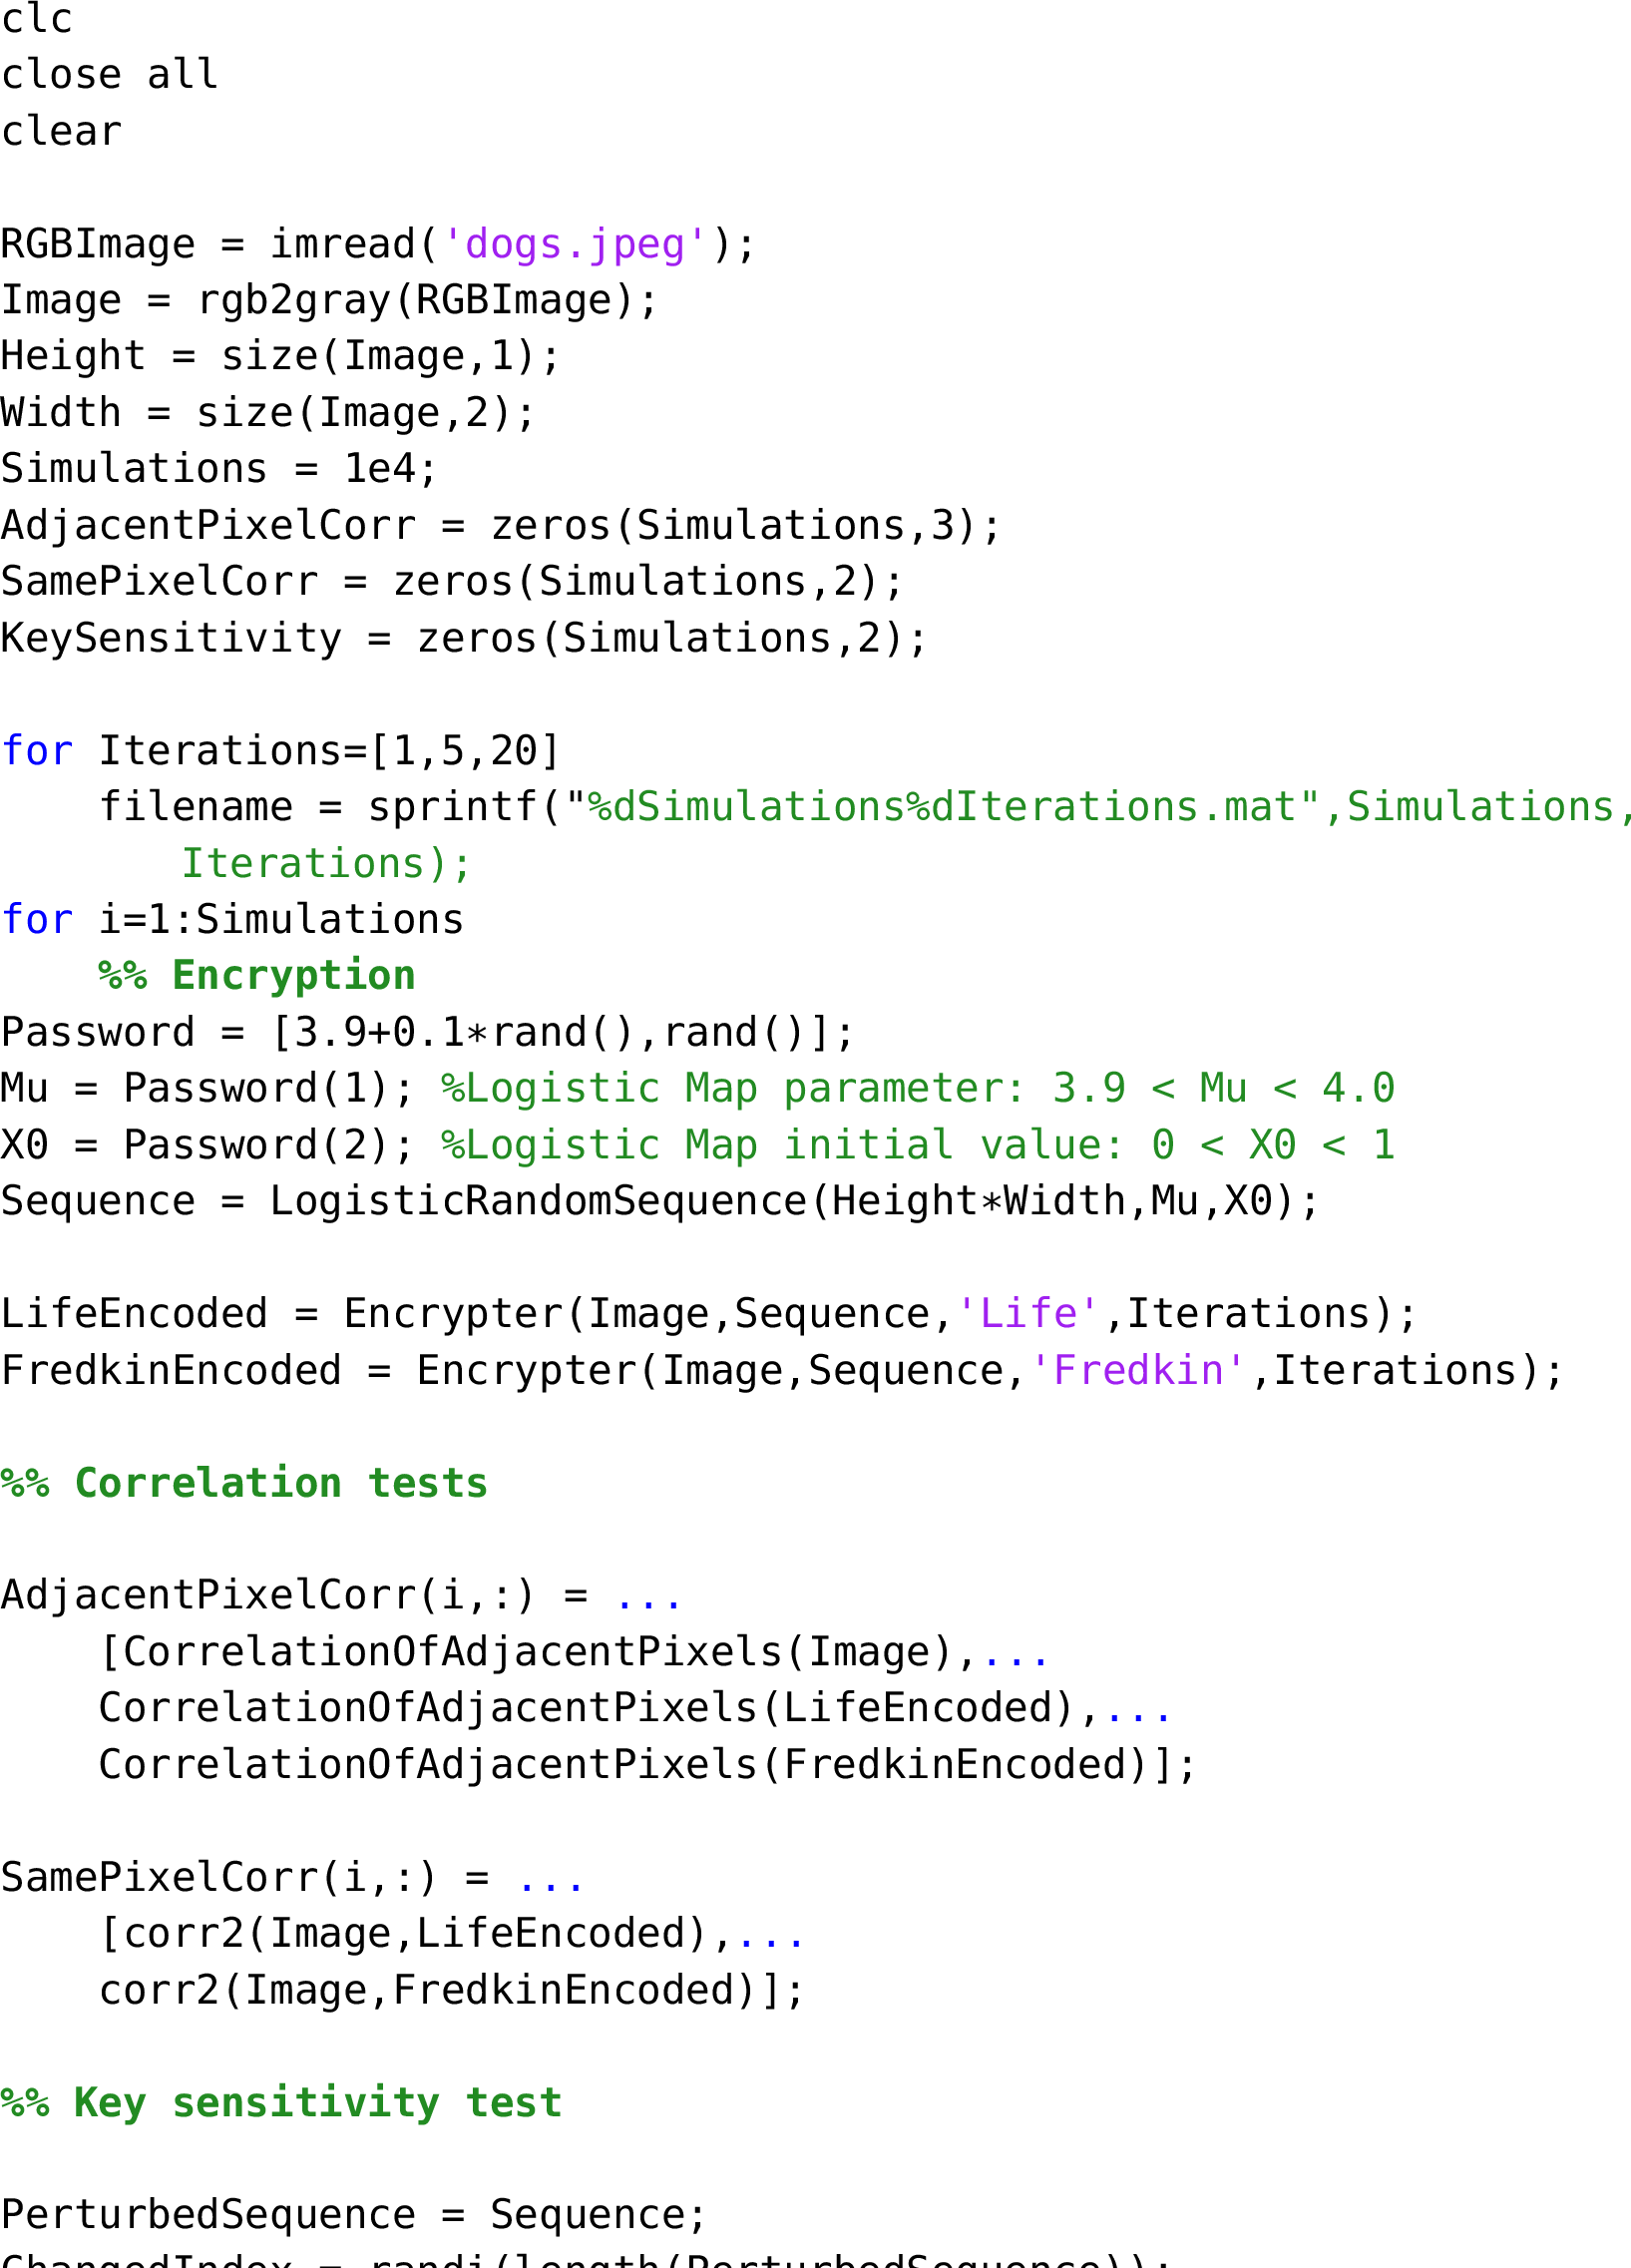 clc
close all
clear
RGBImage = imread('dogs.jpeg');
Image = rgb2gray(RGBImage);
Height = size(Image,1);
Width = size(Image,2);
Simulations = 1e4;
AdjacentPixelCorr = zeros(Simulations,3);
SamePixelCorr = zeros(Simulations,2);
KeySensitivity = zeros(Simulations,2);
for Iterations=[1,5,20]
filename = sprintf("%dSimulations%dIterations.mat",Simulations,
Iterations);
for i=1:Simulations
%% Encryption
Password = [3.9+0.1*rand(),rand()];
Mu = Password(1); %Logistic Map parameter: 3.9 < Mu < 4.0
X0 = Password(2); %Logistic Map initial value: 0 < X0 < 1
Sequence = LogisticRandomSequence(Height*Width,Mu,X0);
LifeEncoded = Encrypter(Image,Sequence,'Life',Iterations);
FredkinEncoded = Encrypter(Image,Sequence,'Fredkin',Iterations);
%% Correlation tests
AdjacentPixelCorr(i,:) = ...
[CorrelationOfAdjacentPixels(Image),...
CorrelationOfAdjacentPixels(LifeEncoded),...
CorrelationOfAdjacentPixels(FredkinEncoded)];
SamePixelCorr(i,:) = ...
[corr2(Image,LifeEncoded),...
corr2(Image,FredkinEncoded)];
%% Key sensitivity test
PerturbedSequence = Sequence;
ChangedIndex = randi(length(PerturbedSequence));